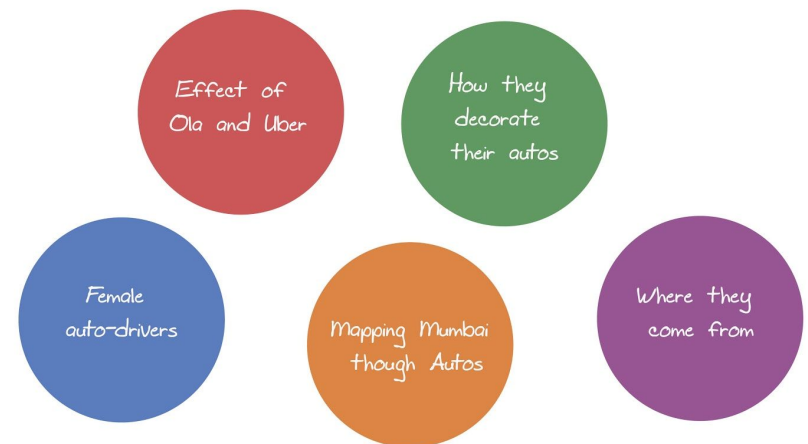 Effect of
Ola and Uber
How they
decorate
their autos
Female
auto-drivers
Mapping Mumbai
though Autos
Where they
come from